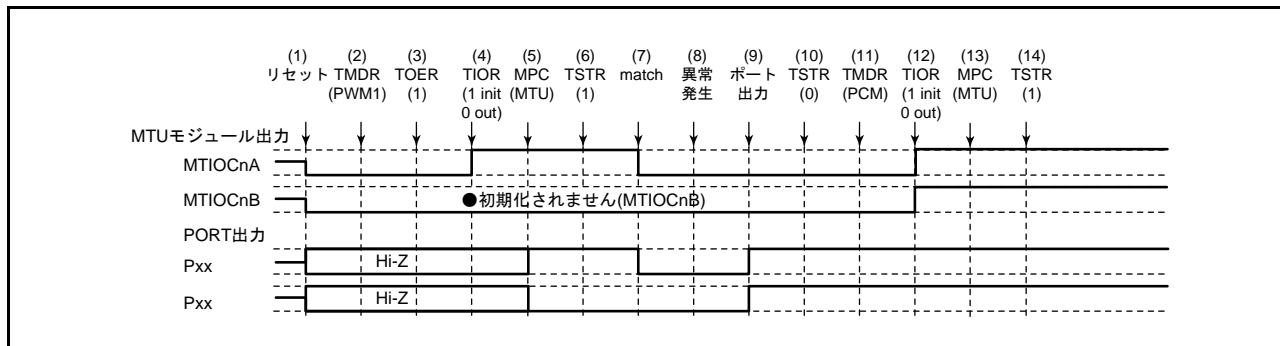 (1) (2) (3) (4) (5) (6) (7) (8) (9) (10) (11) (12) (13) (14)
リセット TMDR TOER TIOR MPC TSTR match 異常 ポート TSTR TMDR TIOR MPC TSTR
(PWM1) (1) (1 init (MTU) (1) 発生 出力 (0) (PCM) (1 init (MTU) (1)
0 out) 0 out)
MTUモジュール出力
MTIOCnA
MTIOCnB ●初期化されません(MTIOCnB)
PORT出力
Pxx Hi-Z
Pxx Hi-Z